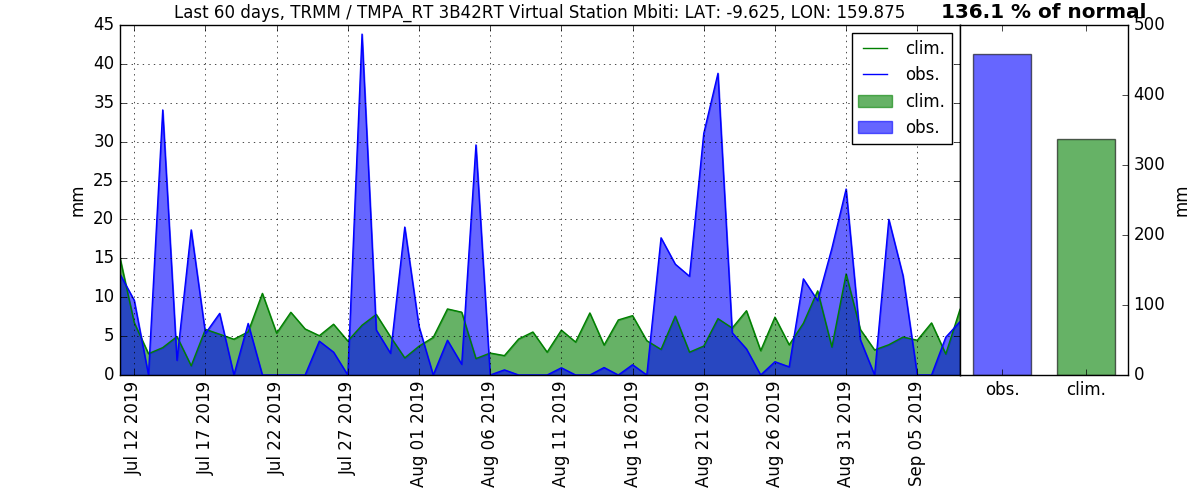 Last 60 days, TRMM / TMPA_RT 3B42RT Virtual Station Mbiti: LAT: -9.625, LON: 159.875
136.1 % of normal
45
40
35
30
25
20
15
10
5
0
mm
clim.
obs.
clim.
obs.
Jul 12 2019
Jul 17 2019
Jul 22 2019
Jul 27 2019
Aug 01 2019
Aug 06 2019
Aug 11 2019
Aug 16 2019
Aug 21 2019
Aug 26 2019
Aug 31 2019
Sep 05 2019
500
400
300
200
100
0
mm
obs.
clim.